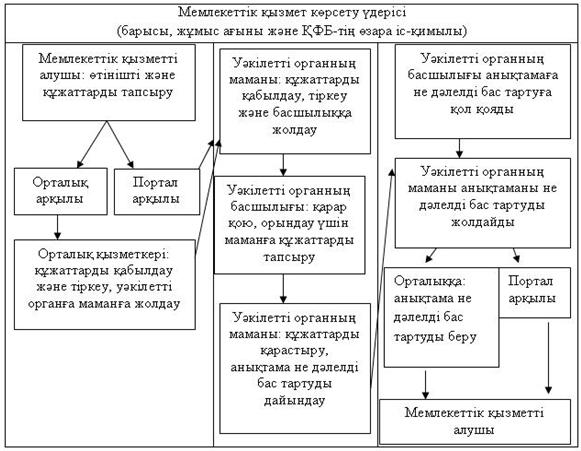 Мемлекеттік қызмет көрсету үдерісі
(барысы, жұмыс ағыны және ҚФБ-тің өзара іс-қимылы)
Мемлекеттік қызметті
алушы: өтінішті және
құжаттарды тапсыру
Орталық
арқылы
Портал
арқылы
Орталық қызметкері:
құжаттарды қабылдау
және тіркеу, уәкілетті
органға маманға жолдау
Уәкілетті органның
маманы: құжаттарды
қабылдау, тіркеу
және басшылыққа
жолдау
Уәкілетті органның
басшылығы: қарар
қою, орындау үшін
маманға құжаттарды
тапсыру
Уәкілетті органның
маманы: құжаттарды
қарастыру,
анықтама не дәлелді
бас тартуды
дайындау
Уәкілетті органның
басшылығы анықтамаға
не дәлелді бас тартуға
қол қояды
Уәкілетті органның
маманы анықтаманы не
дәлелді бас тартуды
жолдайды
Орталыққа:
анықтама не
дәлелді бас
тартуды беру
Портал
арқылы
Мемлекеттік қызметті
алушы